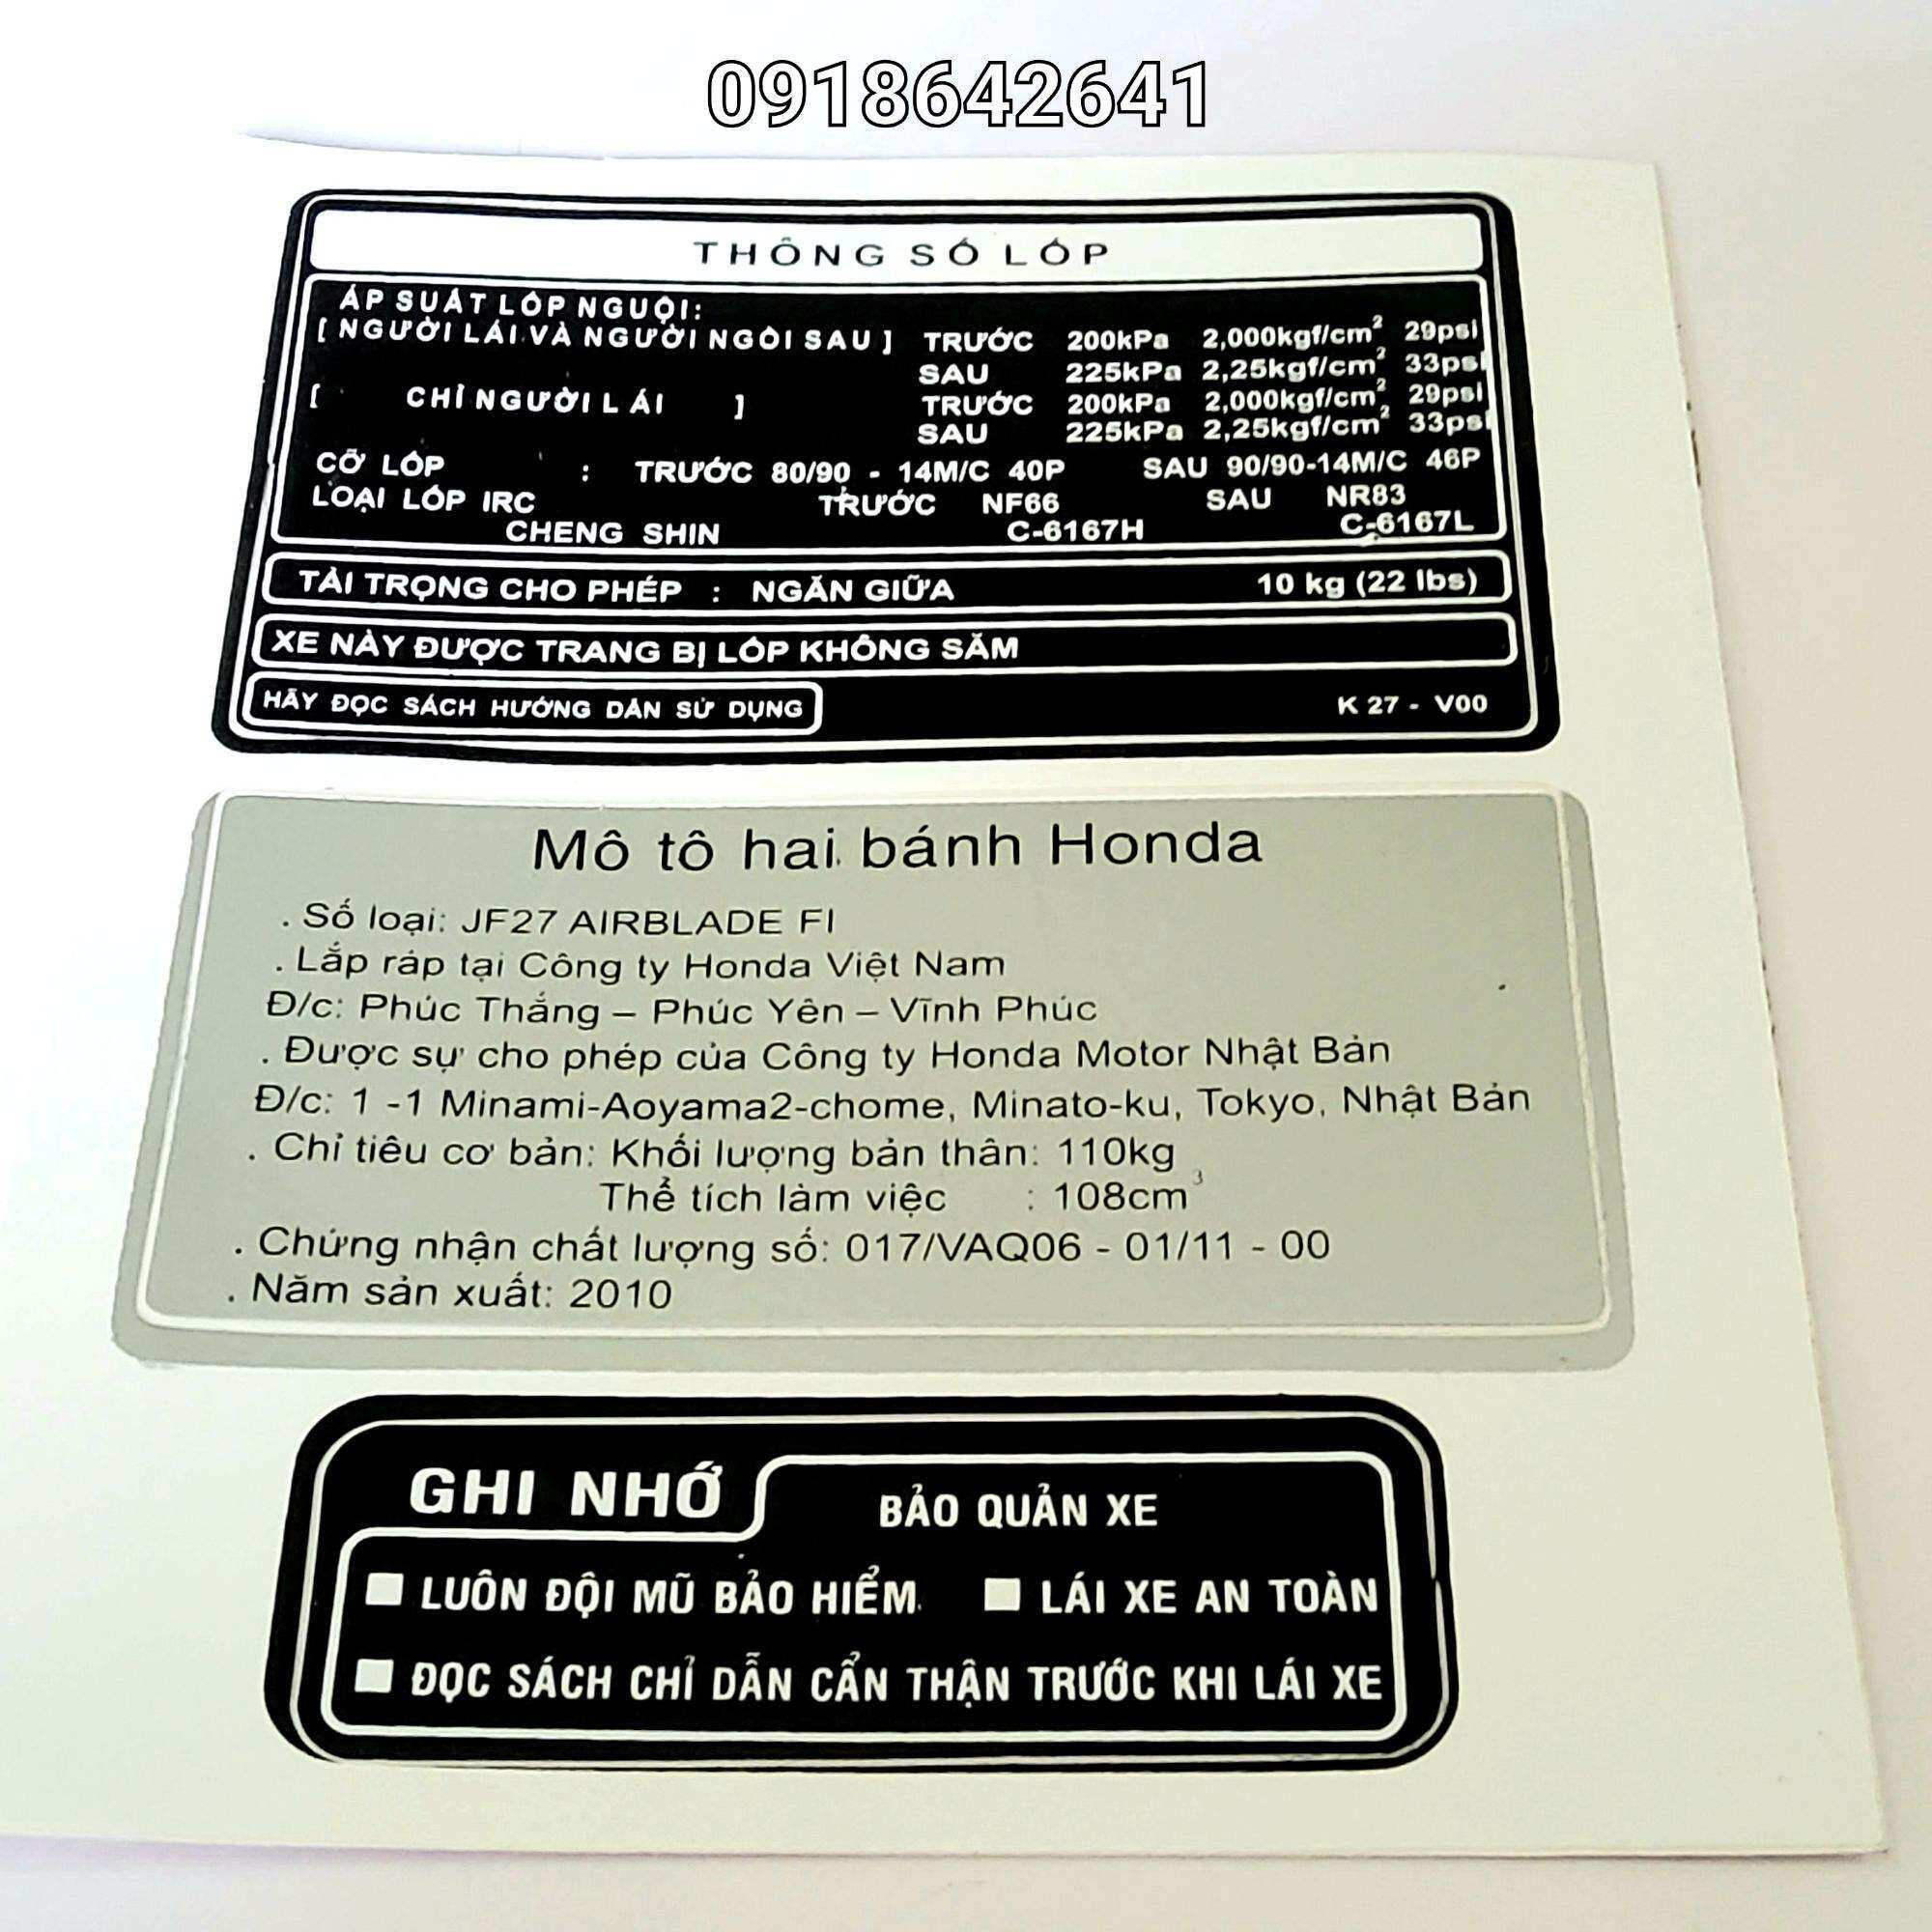 0918642641
THÔNG SỐ LỐP
ÁP SUẤT LỐP NGUỘI:
[ NGƯỜI LÁI VÀ NGƯỜI NGỒI SAU ] TRƯỚC 200kPa 2,000kgf/cm² 29psi
SAU 225kPa 2,25kgf/cm² 33psi
[ CHỈ NGƯỜI LÁI ] TRƯỚC 200kPa 2,000kgf/cm² 29psi
SAU 225kPa 2,25kgf/cm² 33psi
CỠ LỐP : TRƯỚC 80/90 - 14M/C 40P SAU 90/90-14M/C 46P
LOẠI LỐP IRC TRƯỚC NF66 SAU NR83
CHENG SHIN C-6167H C-6167L
TẢI TRỌNG CHO PHÉP : NGĂN GIỮA 10 kg (22 lbs)
XE NÀY ĐƯỢC TRANG BỊ LỐP KHÔNG SĂM
HÃY ĐỌC SÁCH HƯỚNG DẪN SỬ DỤNG K 27 - V00
Mô tô hai bánh Honda
. Số loại: JF27 AIRBLADE FI
. Lắp ráp tại Công ty Honda Việt Nam
Đ/c: Phúc Thắng – Phúc Yên – Vĩnh Phúc
. Được sự cho phép của Công ty Honda Motor Nhật Bản
Đ/c: 1 -1 Minami-Aoyama2-chome, Minato-ku, Tokyo, Nhật Bản
. Chỉ tiêu cơ bản: Khối lượng bản thân: 110kg
Thể tích làm việc : 108cm³
. Chứng nhận chất lượng số: 017/VAQ06 - 01/11 - 00
. Năm sản xuất: 2010
GHI NHỚ BẢO QUẢN XE
LUÔN ĐỘI MŨ BẢO HIỂM LÁI XE AN TOÀN
ĐỌC SÁCH CHỈ DẪN CẨN THẬN TRƯỚC KHI LÁI XE